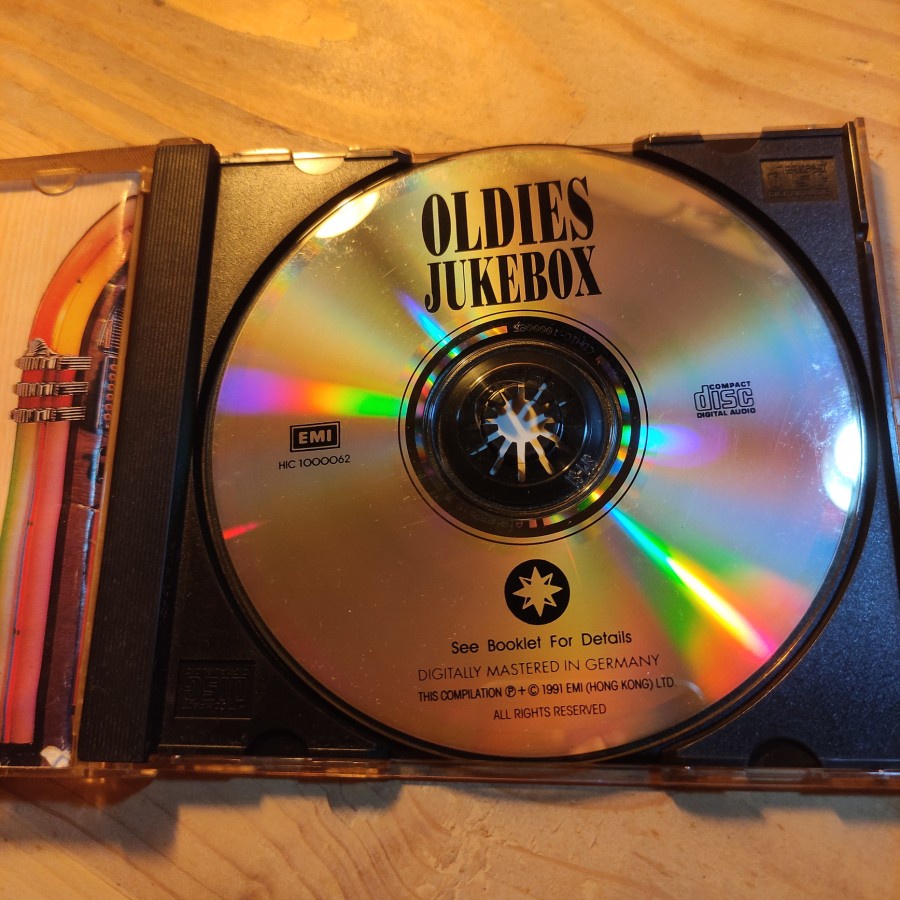 OLDIES
JUKEBOX
COMPACT
disc
DIGITAL AUDIO
EMI
HIC 1000062
See Booklet For Details
DIGITALLY MASTERED IN GERMANY
THIS COMPILATION ℗ + © 1991 EMI (HONG KONG) LTD.
ALL RIGHTS RESERVED